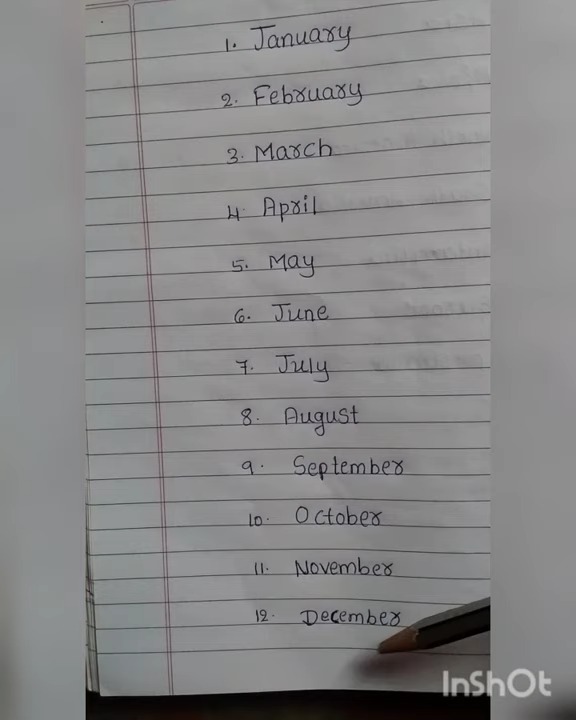 1. January
2. February
3. March
4. April
5. May
6. June
7. July
8. August
9. September
10. October
11. November
12. December
InShOt